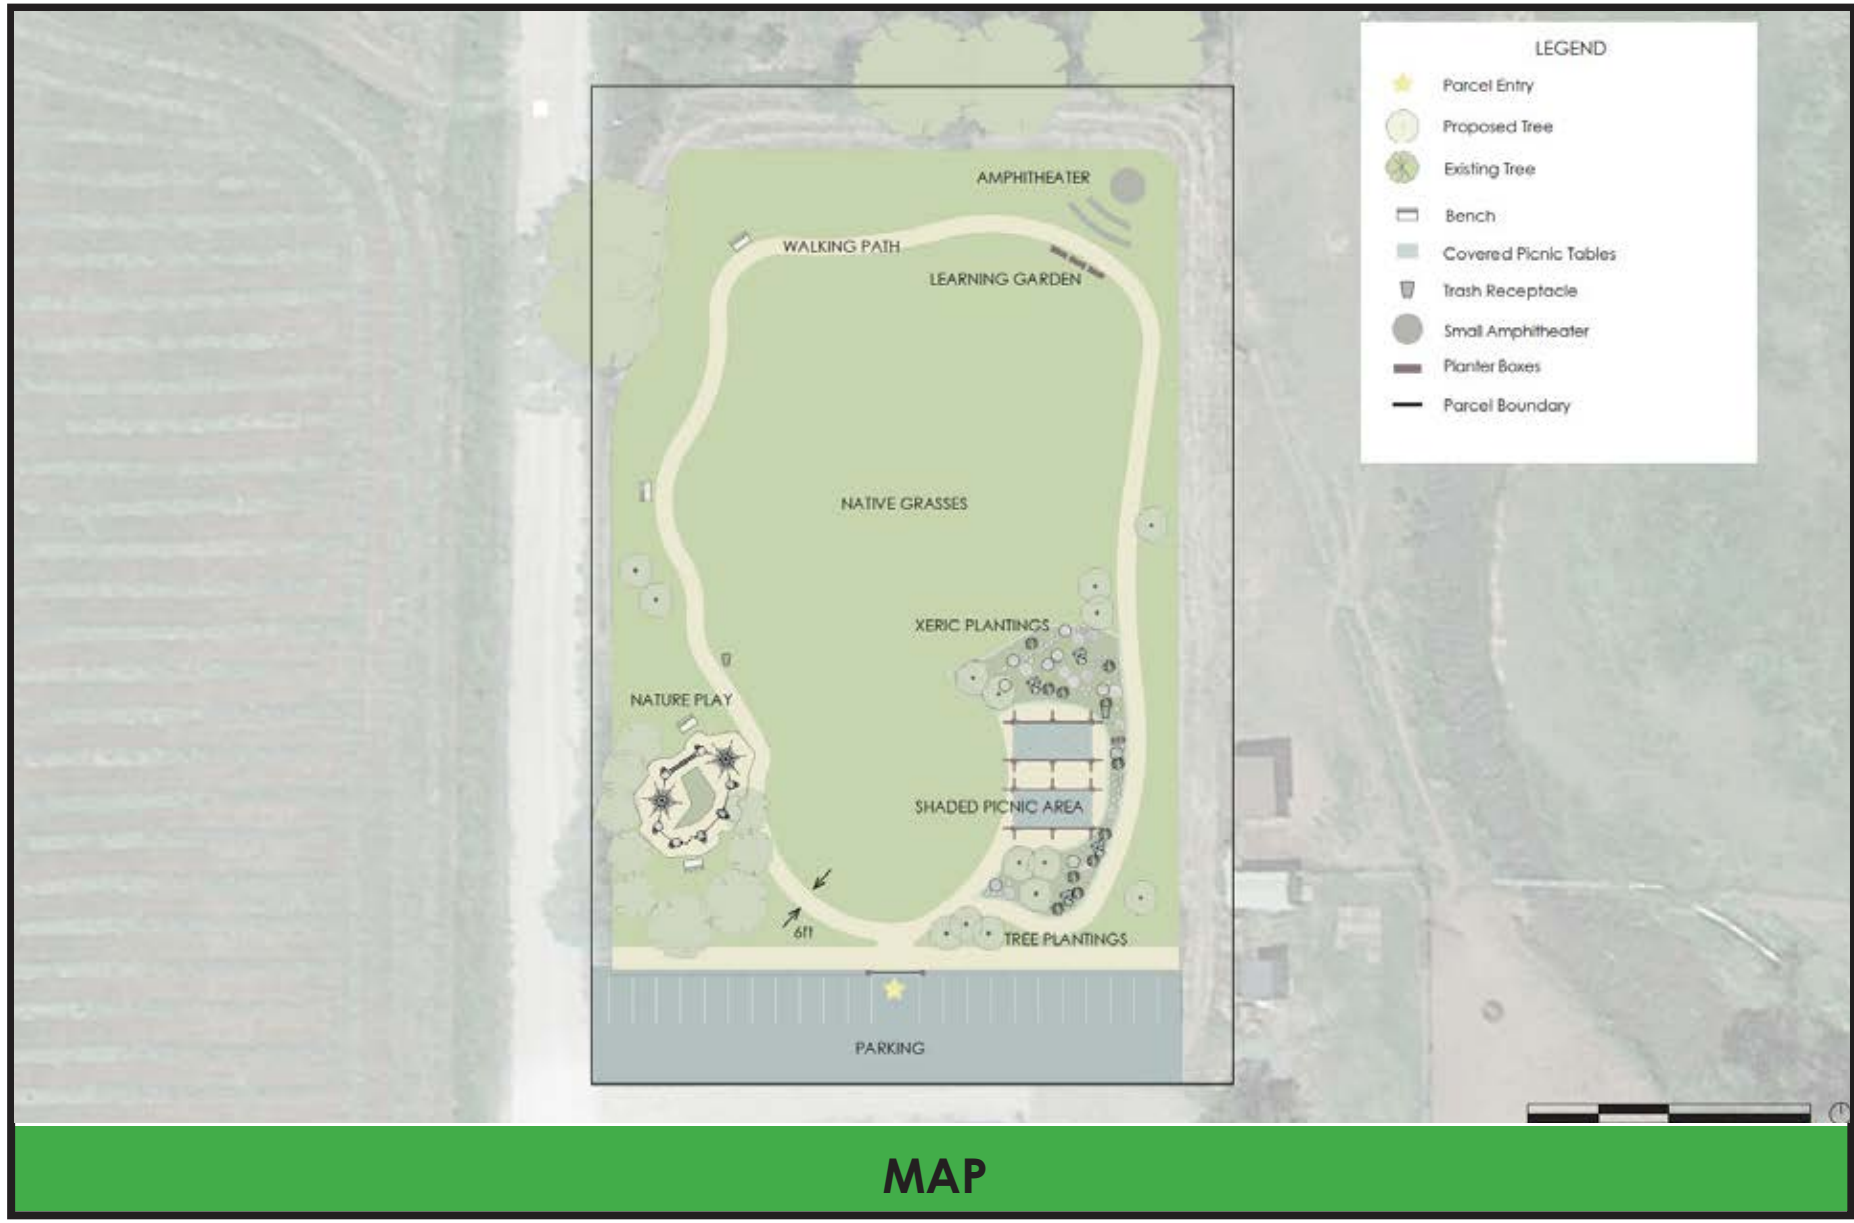 LEGEND
Parcel Entry
Proposed Tree
Existing Tree
Bench
Covered Picnic Tables
Trash Receptacle
Small Amphitheater
Planter Boxes
Parcel Boundary
AMPHITHEATER
WALKING PATH
LEARNING GARDEN
NATIVE GRASSES
XERIC PLANTINGS
NATURE PLAY
SHADED PICNIC AREA
6ft
TREE PLANTINGS
PARKING
MAP